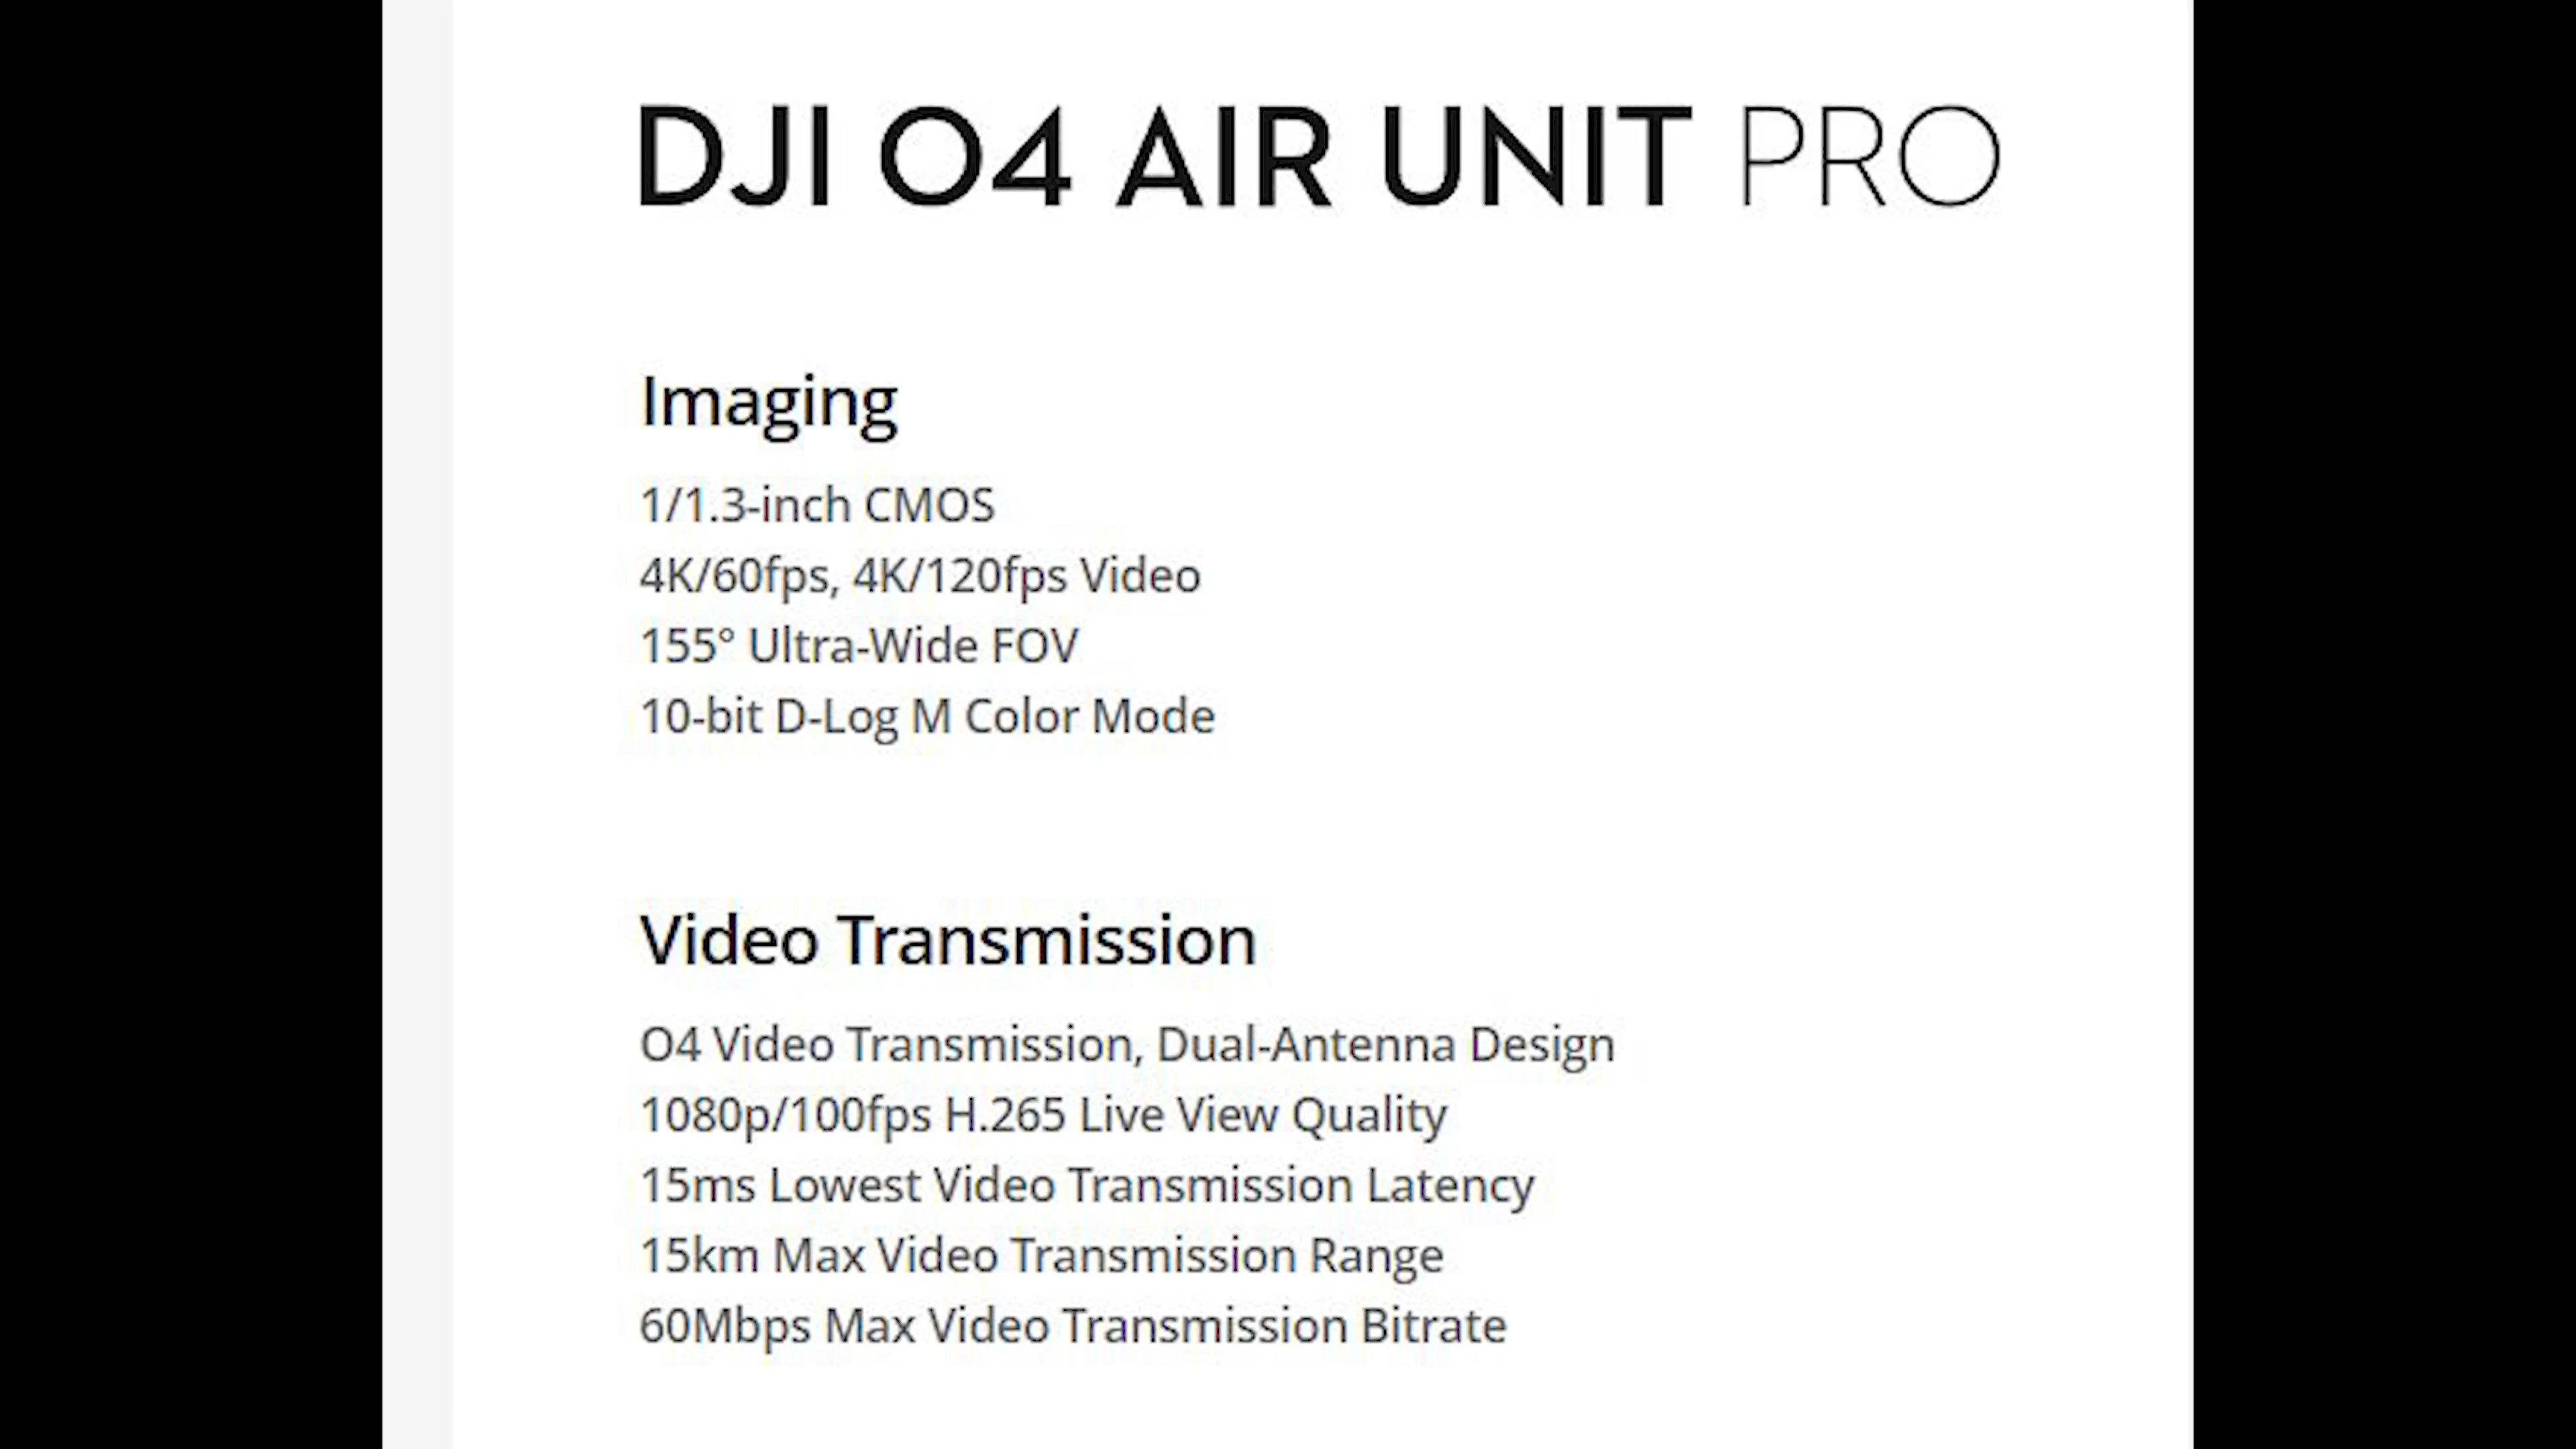 DJI O4 AIR UNIT PRO
Imaging
1/1.3-inch CMOS
4K/60fps, 4K/120fps Video
155° Ultra-Wide FOV
10-bit D-Log M Color Mode
Video Transmission
O4 Video Transmission, Dual-Antenna Design
1080p/100fps H.265 Live View Quality
15ms Lowest Video Transmission Latency
15km Max Video Transmission Range
60Mbps Max Video Transmission Bitrate